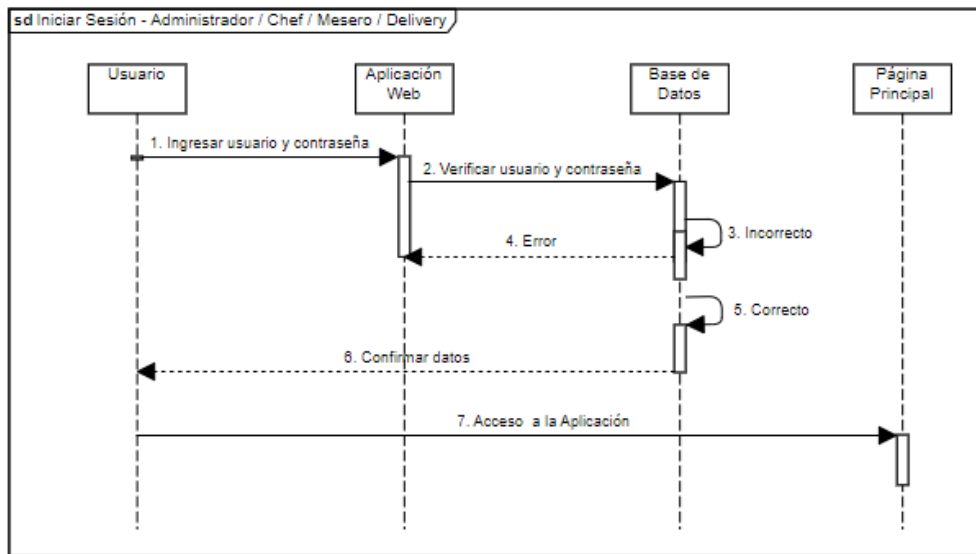 sd Iniciar Sesión - Administrador / Chef / Mesero / Delivery
Usuario
Aplicación
Web
Base de
Datos
Página
Principal
1. Ingresar usuario y contraseña
2. Verificar usuario y contraseña
3. Incorrecto
4. Error
5. Correcto
6. Confirmar datos
7. Acceso a la Aplicación